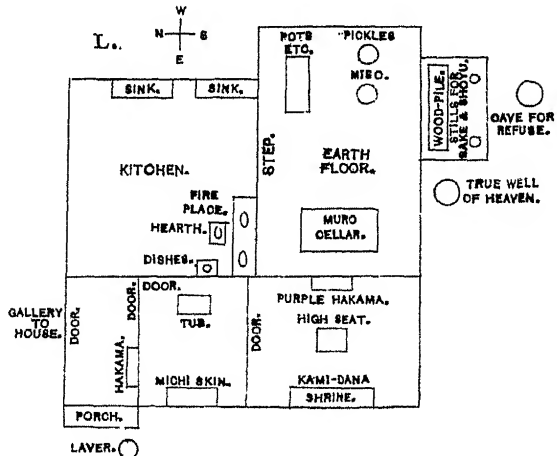 W
L.
N S
E
POTS
ETC.
PICKLES
MISO.
SINK.
SINK.
WOOD-PILE.
STILLS FOR
SAKE & SHOYU.
CAVE FOR
REFUSE.
STEP.
EARTH
FLOOR.
KITCHEN.
TRUE WELL
OF HEAVEN.
FIRE
PLACE.
HEARTH.
MURO
CELLAR.
DISHES.
DOOR.
PURPLE HAKAMA.
GALLERY
TO
HOUSE.
DOOR.
DOOR.
TUB.
DOOR.
HIGH SEAT.
HAKAMA.
MICHI SKIN.
KAMI-DANA
SHRINE.
PORCH.
LAVER.